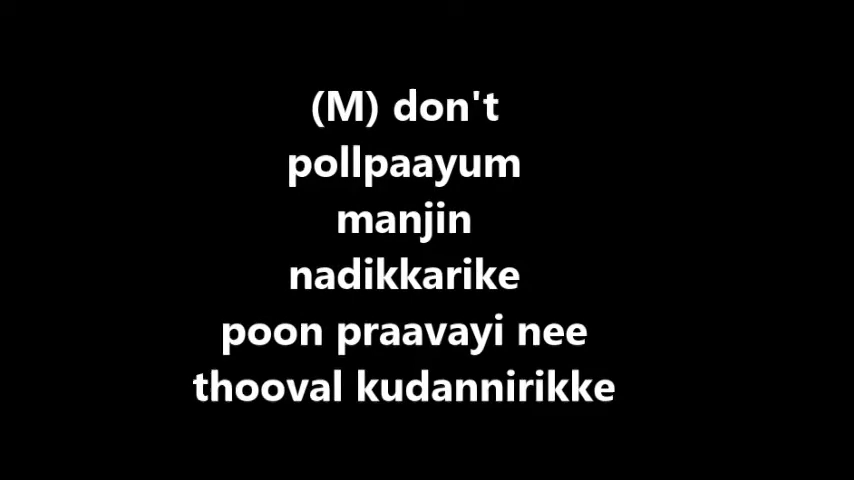 (M) don't
pollpaayum
manjin
nadikkarike
poon praavayi nee
thooval kudannirikke